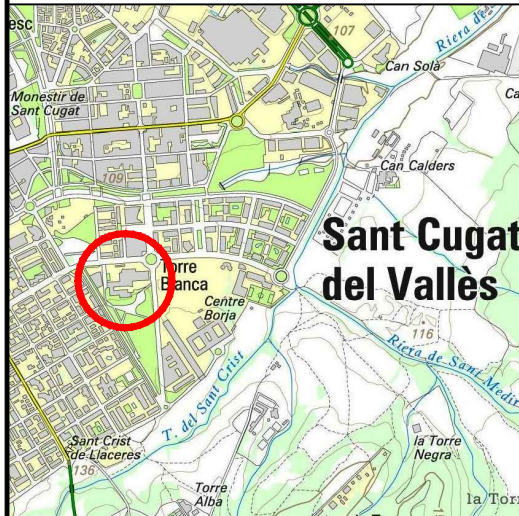 esc
107
Riera de
Can Solà
Ca
Monestir de
Sant Cugat
Can Calders
109
Sant Cugat
del Vallès
Torre
Blanca
Centre
Borja
116
Riera de Sant Medir
T. del Sant Crist
Sant Crist
de Llaceres
136
la Torre
Negra
Torre
Alba
la Torr